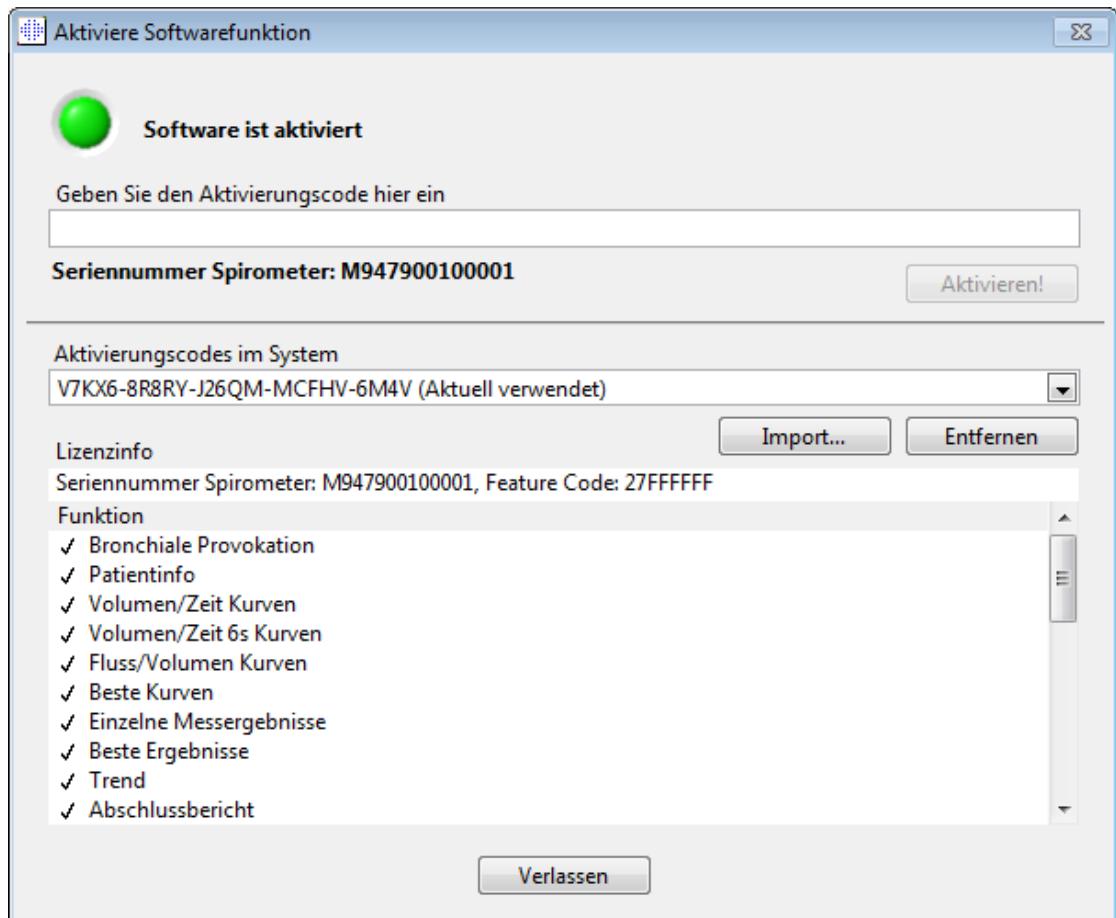 Aktiviere Softwarefunktion
Software ist aktiviert
Geben Sie den Aktivierungscode hier ein
Seriennummer Spirometer: M947900100001
Aktivieren!
Aktivierungscodes im System
V7KX6-8R8RY-J26QM-MCFHV-6M4V (Aktuell verwendet)
Import... Entfernen
Lizenzinfo
Seriennummer Spirometer: M947900100001, Feature Code: 27FFFFFF
Funktion
✓ Bronchiale Provokation
✓ Patientinfo
✓ Volumen/Zeit Kurven
✓ Volumen/Zeit 6s Kurven
✓ Fluss/Volumen Kurven
✓ Beste Kurven
✓ Einzelne Messergebnisse
✓ Beste Ergebnisse
✓ Trend
✓ Abschlussbericht
Verlassen